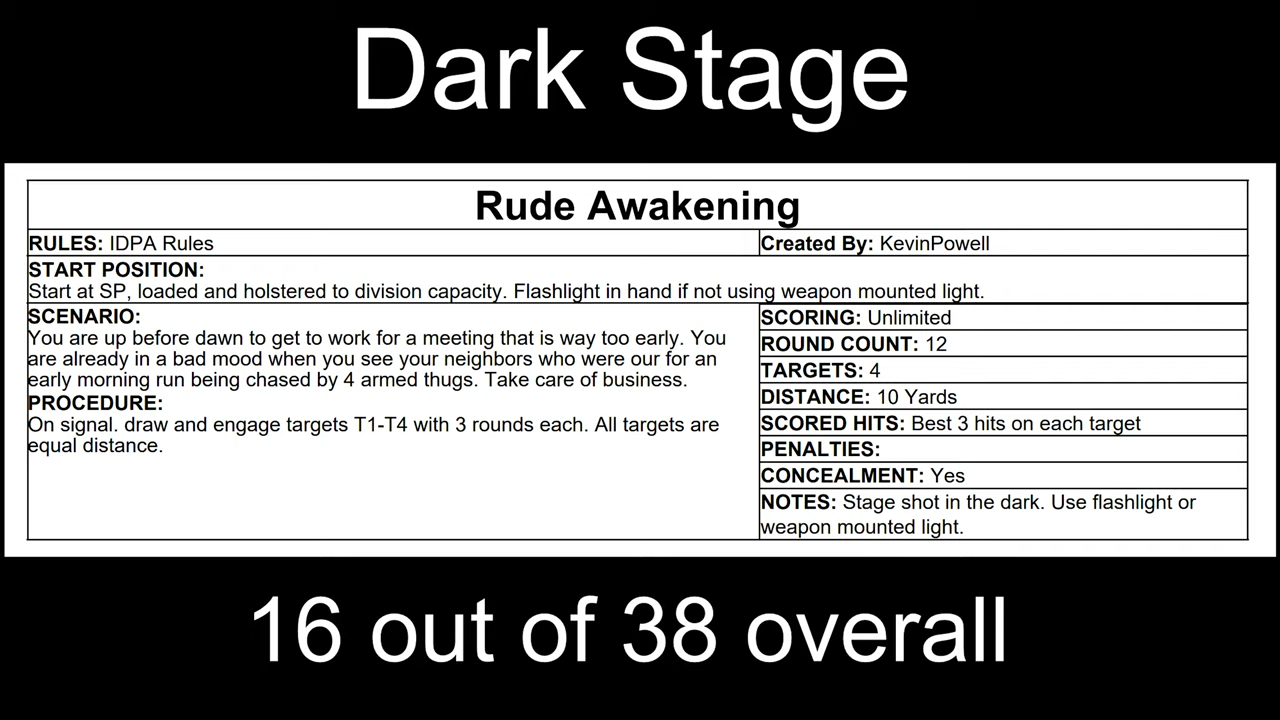 Dark Stage
Rude Awakening
RULES: IDPA Rules
Created By: KevinPowell
START POSITION:
Start at SP, loaded and holstered to division capacity. Flashlight in hand if not using weapon mounted light.
SCENARIO:
You are up before dawn to get to work for a meeting that is way too early. You
are already in a bad mood when you see your neighbors who were our for an
early morning run being chased by 4 armed thugs. Take care of business.
PROCEDURE:
On signal. draw and engage targets T1-T4 with 3 rounds each. All targets are
equal distance.
SCORING: Unlimited
ROUND COUNT: 12
TARGETS: 4
DISTANCE: 10 Yards
SCORED HITS: Best 3 hits on each target
PENALTIES:
CONCEALMENT: Yes
NOTES: Stage shot in the dark. Use flashlight or
weapon mounted light.
16 out of 38 overall